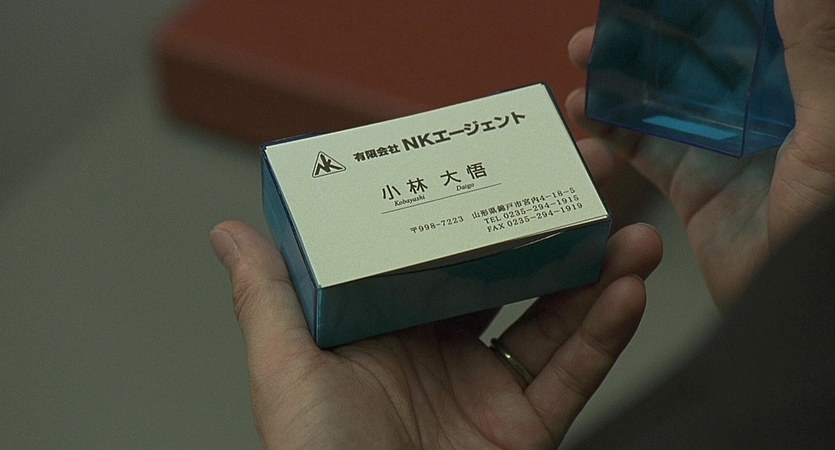 NK 有限会社 NKエージェント
小林 大悟
Kobayashi Daigo
〒998-7223 山形県鶴戸市宮内4-18-5
TEL 0235-294-1915
FAX 0235-294-1919